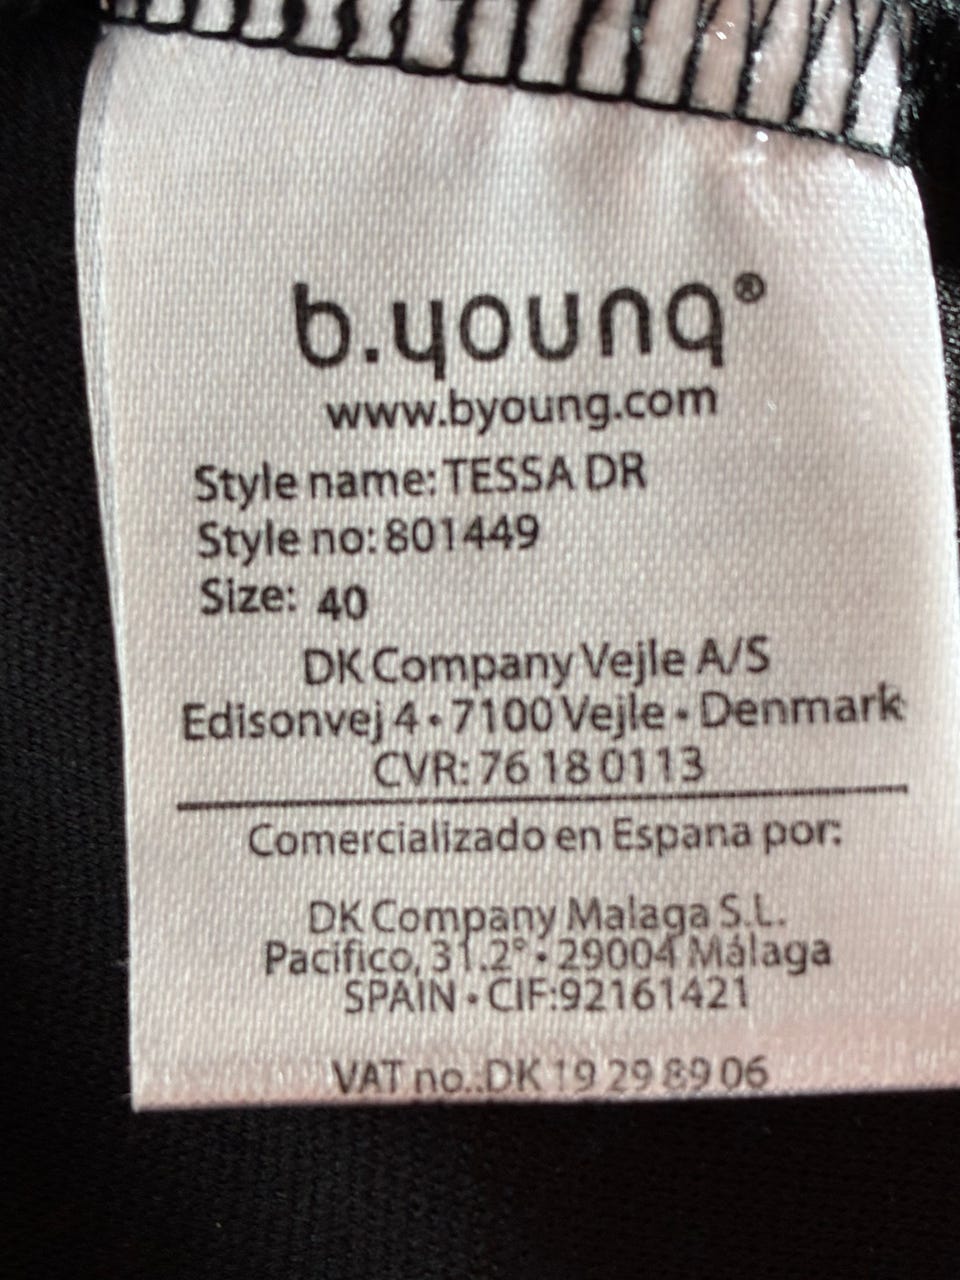 b.young®
www.byoung.com
Style name: TESSA DR
Style no: 801449
Size: 40
DK Company Vejle A/S
Edisonvej 4 • 7100 Vejle • Denmark
CVR: 76 18 0113
Comercializado en Espana por:
DK Company Malaga S.L.
Pacifico, 31.2° • 29004 Málaga
SPAIN • CIF:92161421
VAT no.:DK 19 29 89 06